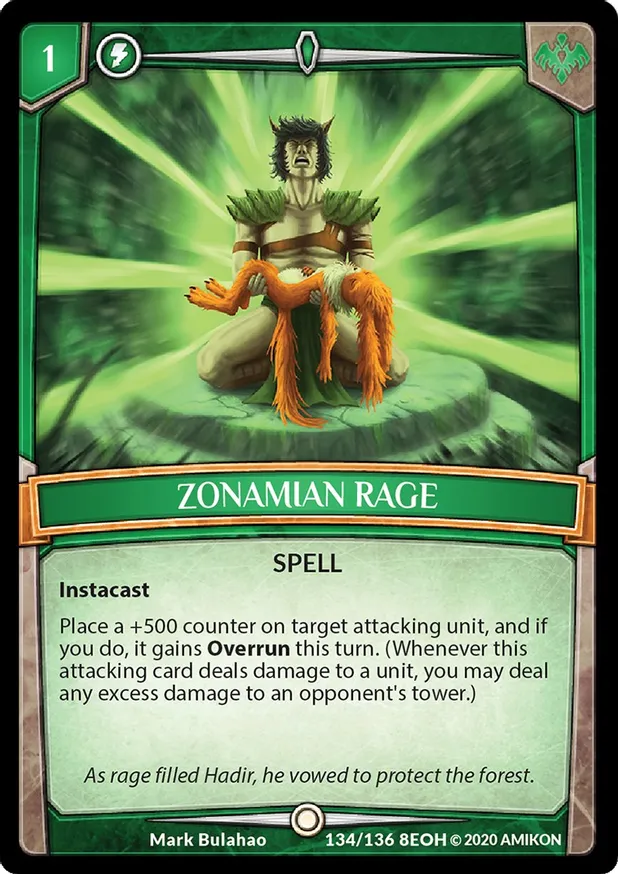 1
ZONAMIAN RAGE
SPELL
Instacast
Place a +500 counter on target attacking unit, and if
you do, it gains Overrun this turn. (Whenever this
attacking card deals damage to a unit, you may deal
any excess damage to an opponent's tower.)
As rage filled Hadir, he vowed to protect the forest.
Mark Bulahao 134/136 8EOH © 2020 AMIKON